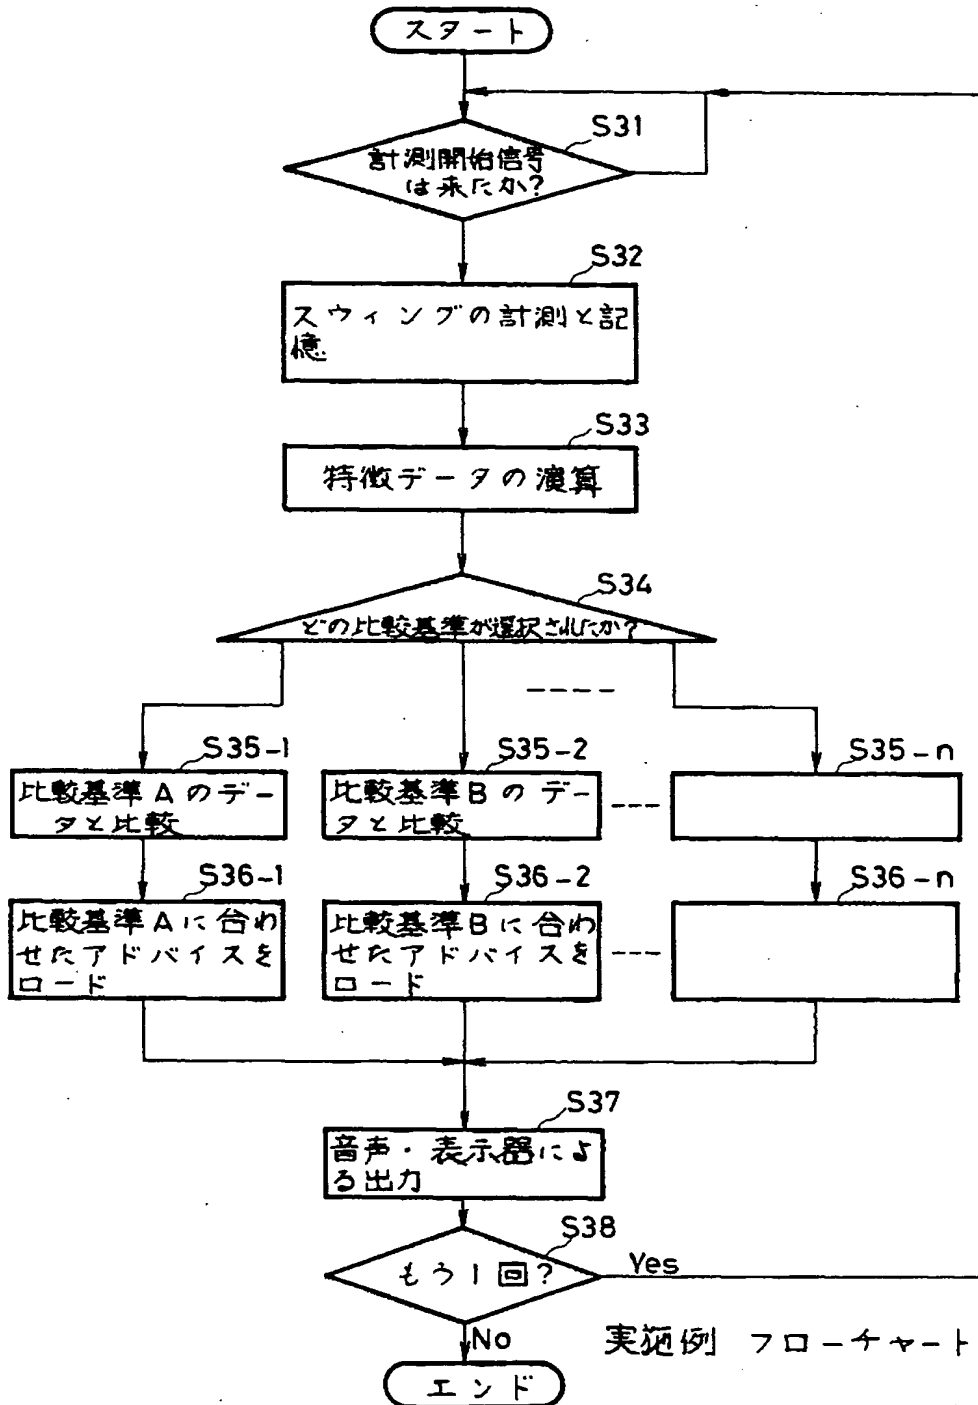 スタート
S31
計測開始信号
は来たか?
S32
スウィングの計測と記
憶
S33
特徴データの演算
S34
どの比較基準が選択されたか?
S35-1
比較基準Aのデー
タと比較
S35-2
比較基準Bのデー
タと比較
S35-n
S36-1
比較基準Aに合わ
せたアドバイスを
ロード
S36-2
比較基準Bに合わ
せたアドバイスを
ロード
S36-n
S37
音声・表示器によ
る出力
S38
もう1回?
Yes
No
実施例 フローチャート
エンド